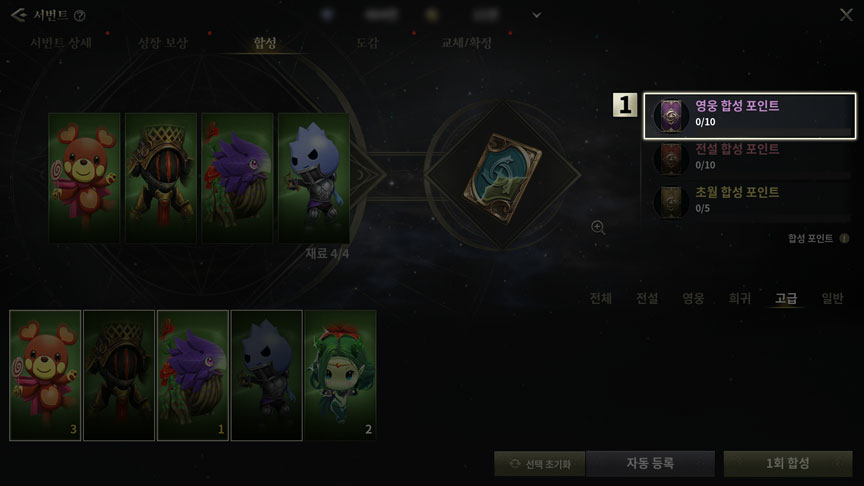 서번트
서번트 상세
성장 보상
합성
도감
교체/확정
1
영웅 합성 포인트
0/10
전설 합성 포인트
0/10
초월 합성 포인트
0/5
합성 포인트
재료 4/4
전체
전설
영웅
희귀
고급
일반
3
1
2
선택 초기화
자동 등록
1회 합성